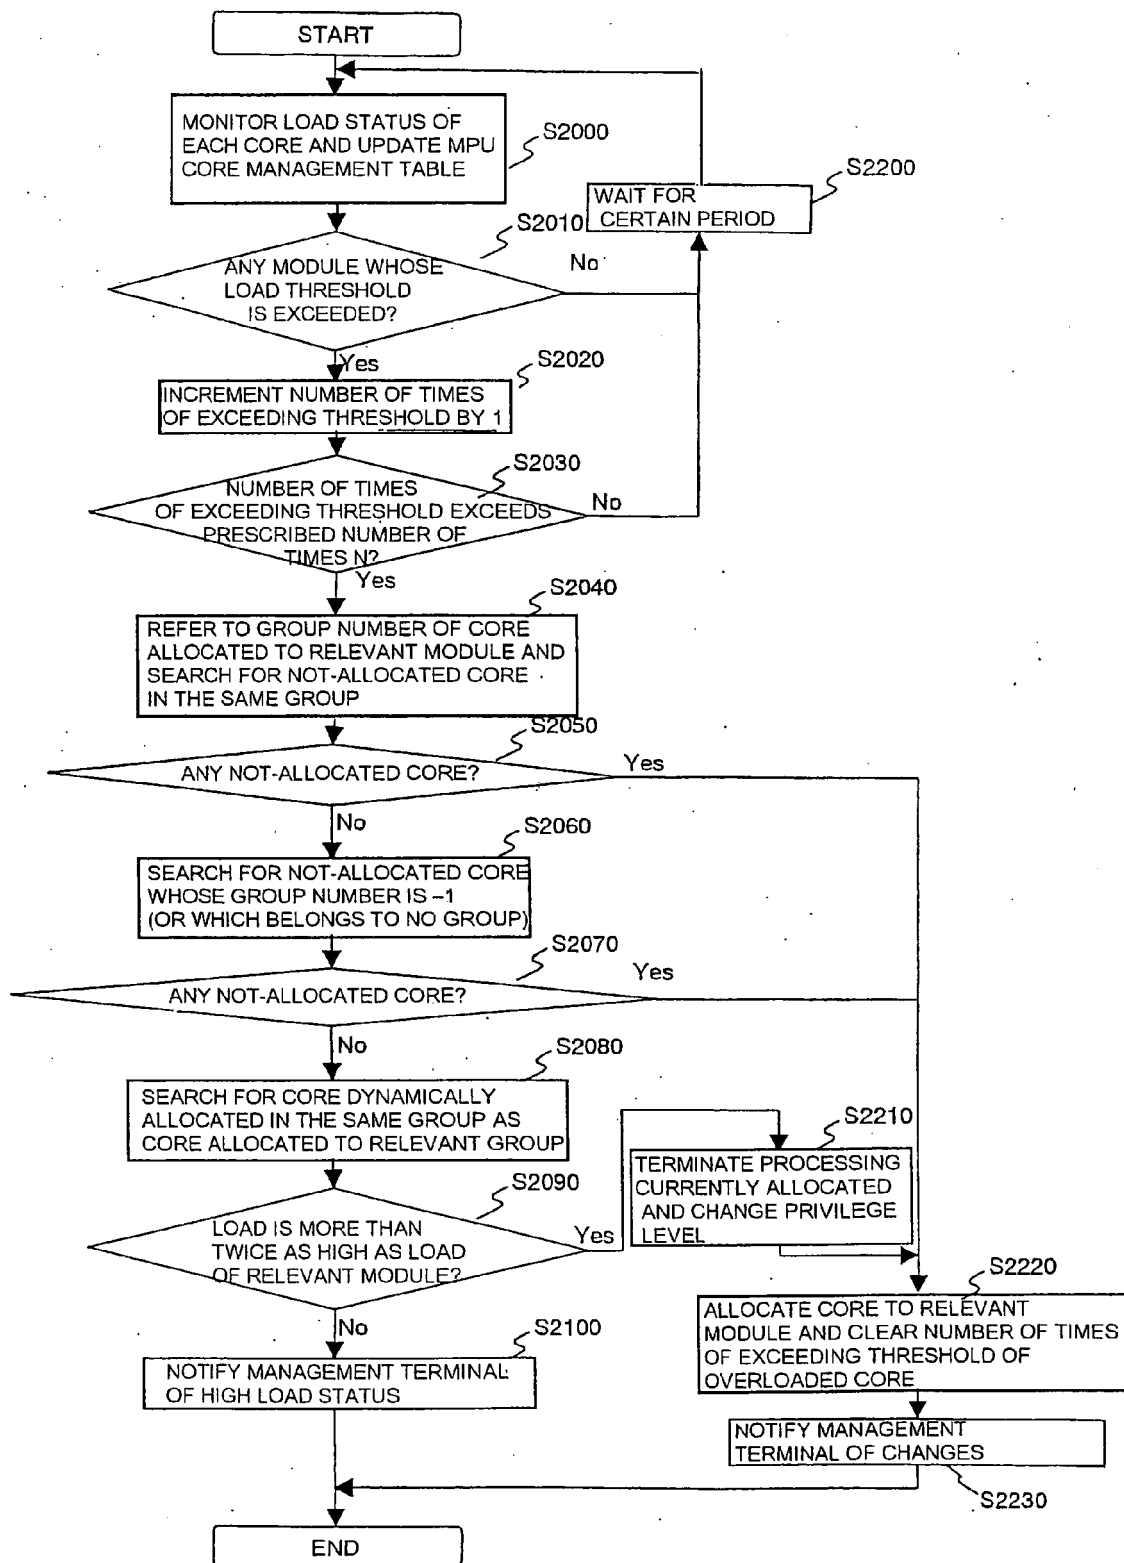 START
MONITOR LOAD STATUS OF
EACH CORE AND UPDATE MPU
CORE MANAGEMENT TABLE
S2000
S2200
WAIT FOR
CERTAIN PERIOD
S2010
ANY MODULE WHOSE
LOAD THRESHOLD
IS EXCEEDED?
No
Yes
S2020
INCREMENT NUMBER OF TIMES
OF EXCEEDING THRESHOLD BY 1
S2030
NUMBER OF TIMES
OF EXCEEDING THRESHOLD EXCEEDS
PRESCRIBED NUMBER OF
TIMES N?
No
Yes
S2040
REFER TO GROUP NUMBER OF CORE
ALLOCATED TO RELEVANT MODULE AND
SEARCH FOR NOT-ALLOCATED CORE
IN THE SAME GROUP
S2050
ANY NOT-ALLOCATED CORE?
Yes
No
S2060
SEARCH FOR NOT-ALLOCATED CORE
WHOSE GROUP NUMBER IS –1
(OR WHICH BELONGS TO NO GROUP)
S2070
ANY NOT-ALLOCATED CORE?
Yes
No
S2080
SEARCH FOR CORE DYNAMICALLY
ALLOCATED IN THE SAME GROUP AS
CORE ALLOCATED TO RELEVANT GROUP
S2210
TERMINATE PROCESSING
CURRENTLY ALLOCATED
AND CHANGE PRIVILEGE
LEVEL
S2090
LOAD IS MORE THAN
TWICE AS HIGH AS LOAD
OF RELEVANT MODULE?
Yes
No
S2220
ALLOCATE CORE TO RELEVANT
MODULE AND CLEAR NUMBER OF TIMES
OF EXCEEDING THRESHOLD OF
OVERLOADED CORE
S2100
NOTIFY MANAGEMENT TERMINAL
OF HIGH LOAD STATUS
NOTIFY MANAGEMENT
TERMINAL OF CHANGES
S2230
END